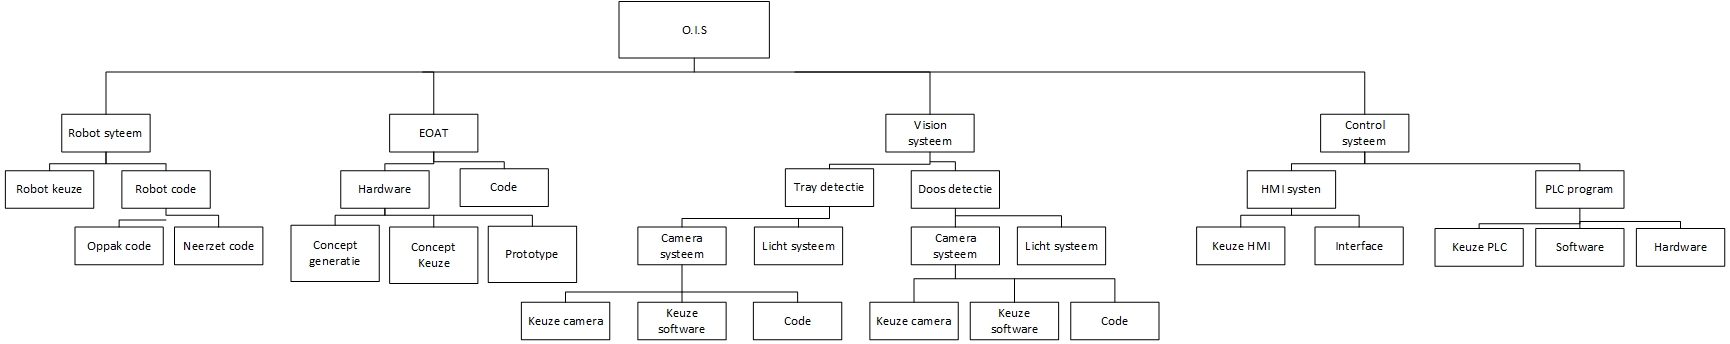 O.I.S
Robot syteem
EOAT
Vision
systeem
Control
systeem
Robot keuze
Robot code
Hardware
Code
Tray detectie
Doos detectie
HMI systen
PLC program
Oppak code
Neerzet code
Concept
generatie
Concept
Keuze
Prototype
Camera
systeem
Licht systeem
Camera
systeem
Licht systeem
Keuze HMI
Interface
Keuze PLC
Software
Hardware
Keuze camera
Keuze
software
Code
Keuze camera
Keuze
software
Code